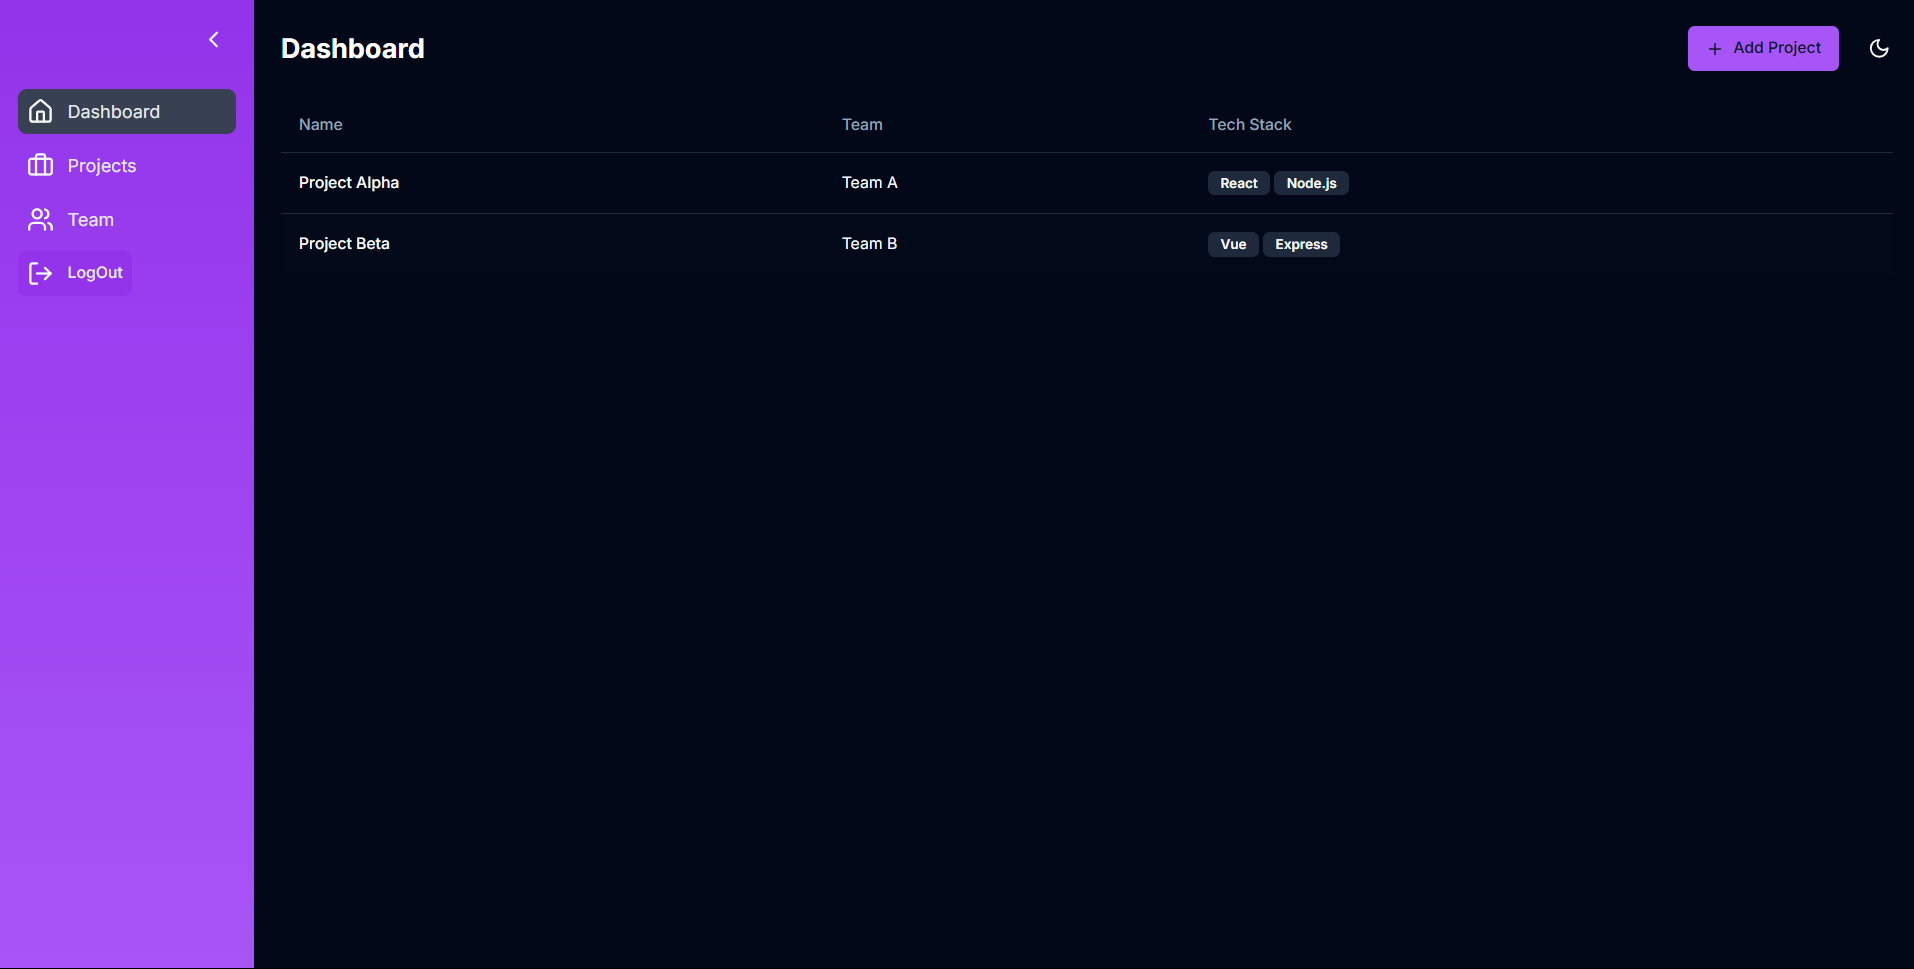 Dashboard
Projects
Team
LogOut
Dashboard
Add Project
Name Team Tech Stack
Project Alpha Team A React Node.js
Project Beta Team B Vue Express